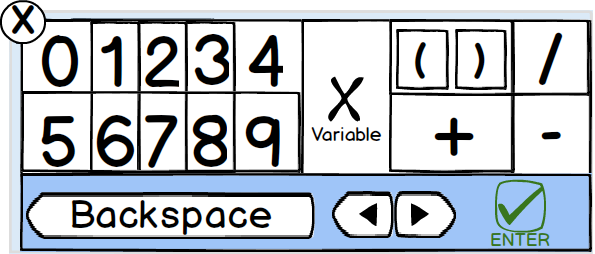 X
0 1 2 3 4 ( ) /
5 6 7 8 9 X + -
Variable
Backspace
ENTER